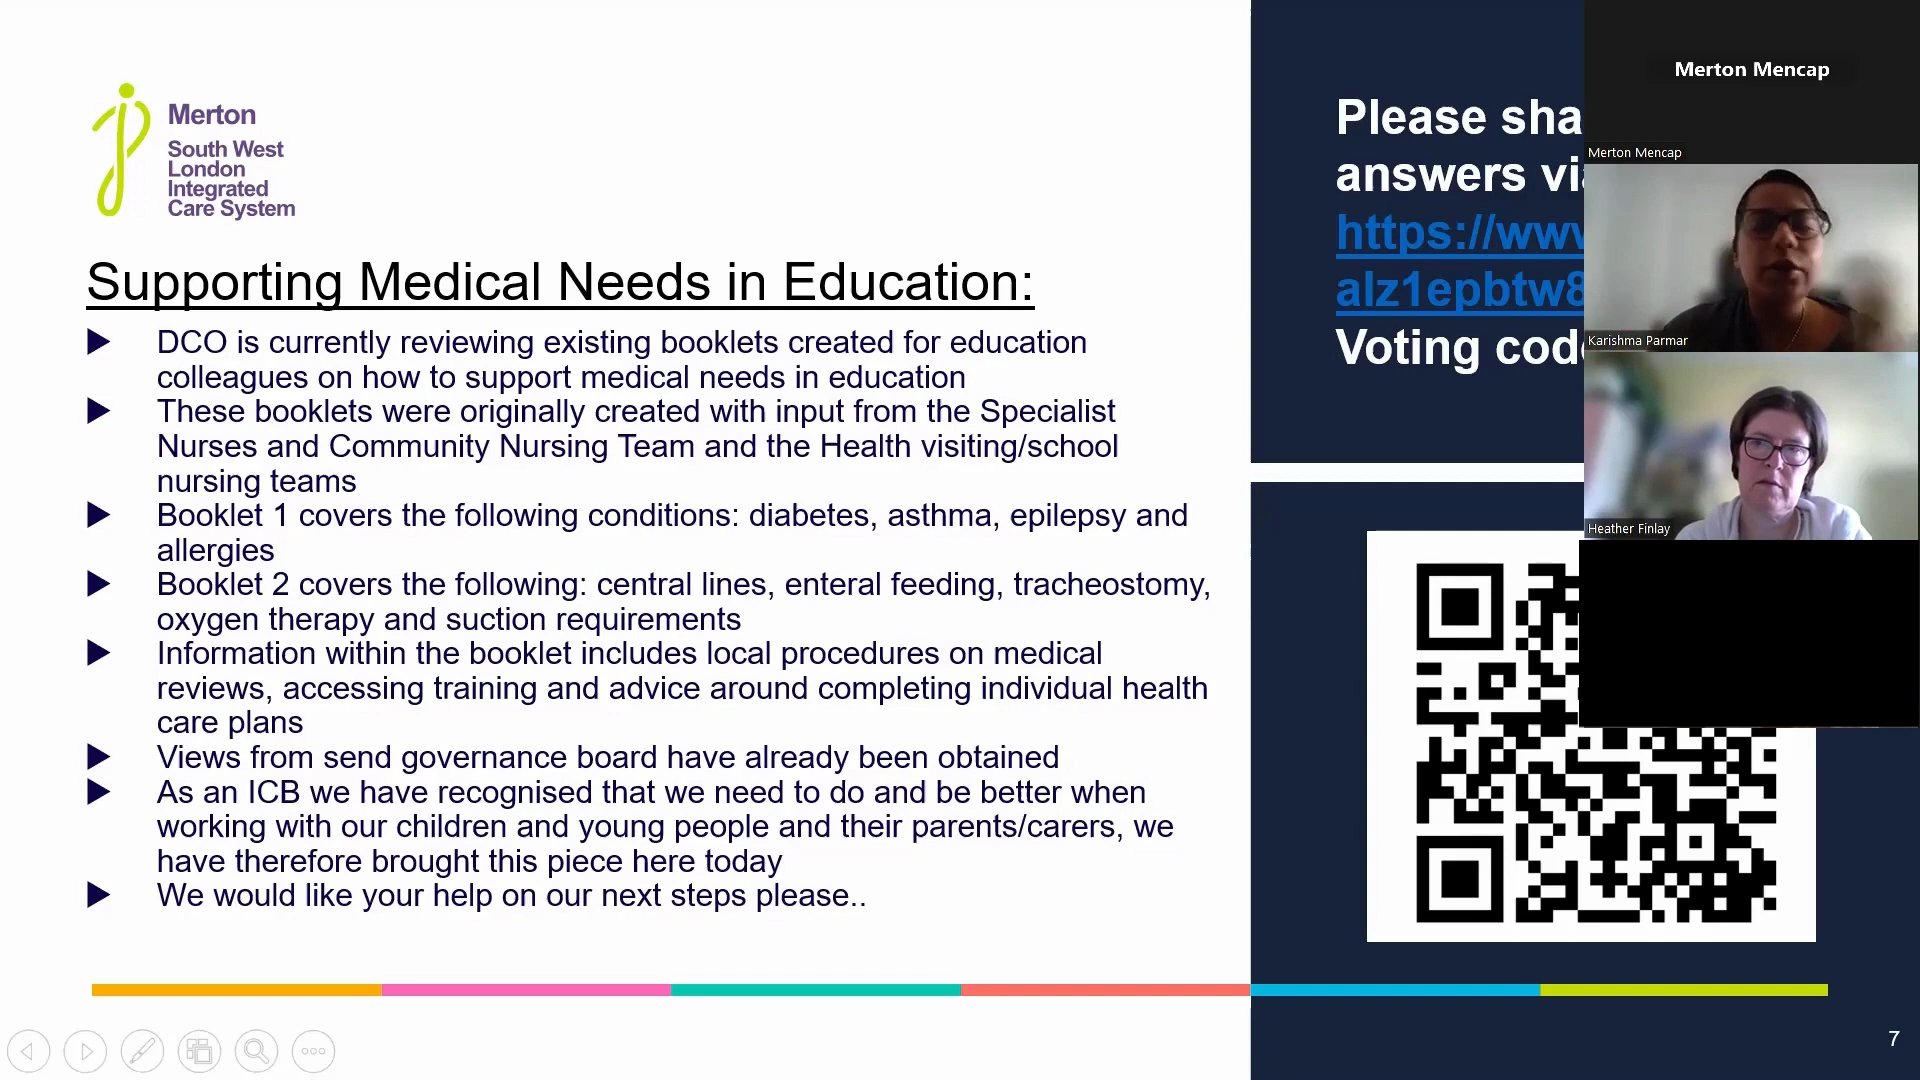 Merton
South West
London
Integrated
Care System
Supporting Medical Needs in Education:
DCO is currently reviewing existing booklets created for education
colleagues on how to support medical needs in education
These booklets were originally created with input from the Specialist
Nurses and Community Nursing Team and the Health visiting/school
nursing teams
Booklet 1 covers the following conditions: diabetes, asthma, epilepsy and
allergies
Booklet 2 covers the following: central lines, enteral feeding, tracheostomy,
oxygen therapy and suction requirements
Information within the booklet includes local procedures on medical
reviews, accessing training and advice around completing individual health
care plans
Views from send governance board have already been obtained
As an ICB we have recognised that we need to do and be better when
working with our children and young people and their parents/carers, we
have therefore brought this piece here today
We would like your help on our next steps please..
Please sha
answers via
https://www
alz1epbtw8
Voting code
Merton Mencap
Merton Mencap
Karishma Parmar
Heather Finlay
7